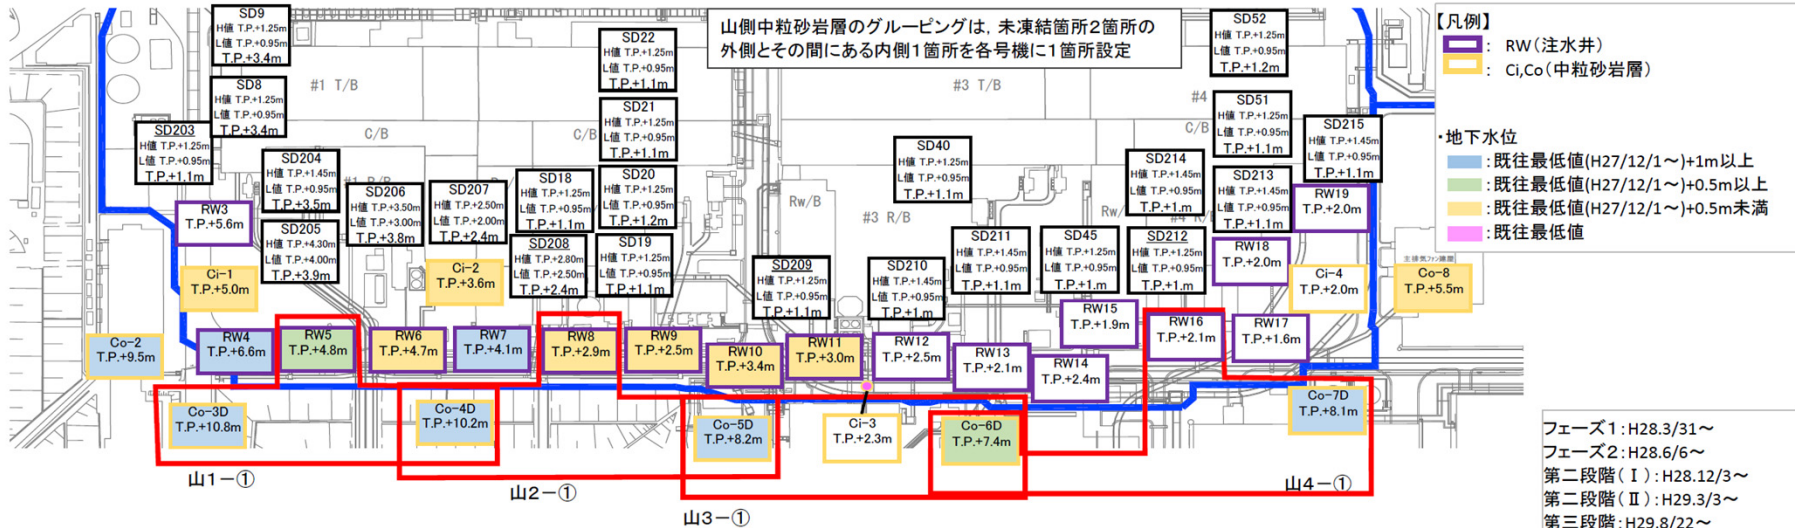 山側中粒砂岩層のグルーピングは，未凍結箇所2箇所の
外側とその間にある内側1箇所を各号機に1箇所設定
【凡例】
： RW（注水井）
： Ci,Co（中粒砂岩層）
・地下水位
：既往最低値(H27/12/1～)+1m以上
：既往最低値(H27/12/1～)+0.5m以上
：既往最低値(H27/12/1～)+0.5m未満
：既往最低値
SD9
H値 T.P.+1.25m
L値 T.P.+0.95m
T.P.+3.4m
SD8
H値 T.P.+1.25m
L値 T.P.+0.95m
T.P.+3.4m
SD203
H値 T.P.+1.25m
L値 T.P.+0.95m
T.P.+1.1m
SD204
H値 T.P.+1.45m
L値 T.P.+0.95m
T.P.+3.5m
SD205
H値 T.P.+4.30m
L値 T.P.+4.00m
T.P.+3.9m
SD206
H値 T.P.+3.50m
L値 T.P.+3.00m
T.P.+3.8m
SD207
H値 T.P.+2.50m
L値 T.P.+2.00m
T.P.+2.4m
SD18
H値 T.P.+1.25m
L値 T.P.+0.95m
T.P.+1.1m
SD208
H値 T.P.+2.80m
L値 T.P.+2.50m
T.P.+2.4m
SD22
H値 T.P.+1.25m
L値 T.P.+0.95m
T.P.+1.1m
SD21
H値 T.P.+1.25m
L値 T.P.+0.95m
T.P.+1.1m
SD20
H値 T.P.+1.25m
L値 T.P.+0.95m
T.P.+1.2m
SD19
H値 T.P.+1.25m
L値 T.P.+0.95m
T.P.+1.1m
SD209
H値 T.P.+1.25m
L値 T.P.+0.95m
T.P.+1.1m
SD40
H値 T.P.+1.25m
L値 T.P.+0.95m
T.P.+1.1m
SD210
H値 T.P.+1.45m
L値 T.P.+0.95m
T.P.+1.m
SD211
H値 T.P.+1.45m
L値 T.P.+0.95m
T.P.+1.1m
SD45
H値 T.P.+1.25m
L値 T.P.+0.95m
T.P.+1.m
SD214
H値 T.P.+1.45m
L値 T.P.+0.95m
T.P.+1.m
SD212
H値 T.P.+1.25m
L値 T.P.+0.95m
T.P.+1.m
SD52
H値 T.P.+1.25m
L値 T.P.+0.95m
T.P.+1.2m
SD51
H値 T.P.+1.25m
L値 T.P.+0.95m
T.P.+1.1m
SD213
H値 T.P.+1.45m
L値 T.P.+0.95m
T.P.+1.1m
SD215
H値 T.P.+1.45m
L値 T.P.+0.95m
T.P.+1.1m
#1 T/B
C/B
C/B
#3 T/B
#4
C/B
Rw/B
#3 R/B
主排気ファン建屋
RW3
T.P.+5.6m
Ci-1
T.P.+5.0m
Ci-2
T.P.+3.6m
RW19
T.P.+2.0m
RW18
T.P.+2.0m
Ci-4
T.P.+2.0m
Co-8
T.P.+5.5m
Co-2
T.P.+9.5m
RW4
T.P.+6.6m
RW5
T.P.+4.8m
RW6
T.P.+4.7m
RW7
T.P.+4.1m
RW8
T.P.+2.9m
RW9
T.P.+2.5m
RW10
T.P.+3.4m
RW11
T.P.+3.0m
RW12
T.P.+2.5m
RW13
T.P.+2.1m
RW14
T.P.+2.4m
RW15
T.P.+1.9m
RW16
T.P.+2.1m
RW17
T.P.+1.6m
Co-3D
T.P.+10.8m
Co-4D
T.P.+10.2m
Co-5D
T.P.+8.2m
Ci-3
T.P.+2.3m
Co-6D
T.P.+7.4m
Co-7D
T.P.+8.1m
山1－①
山2－①
山3－①
山4－①
フェーズ1：H28.3/31～
フェーズ2：H28.6/6～
第二段階(Ⅰ)：H28.12/3～
第二段階(Ⅱ)：H29.3/3～
第三段階：H29.8/22～